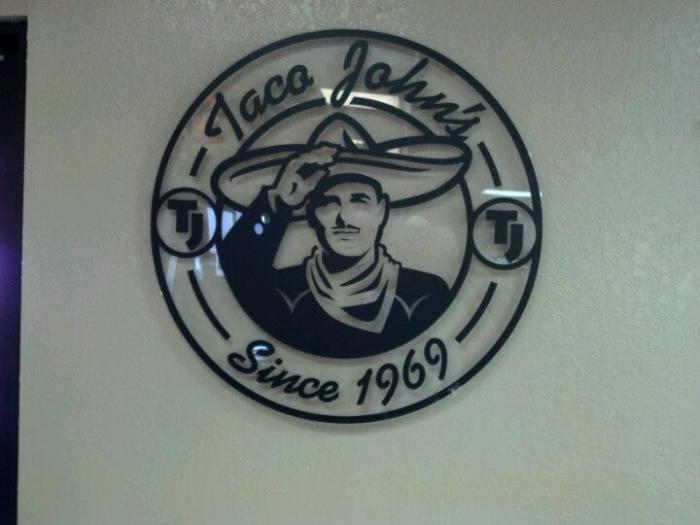 Taco John's
TJ
TJ
Since 1969